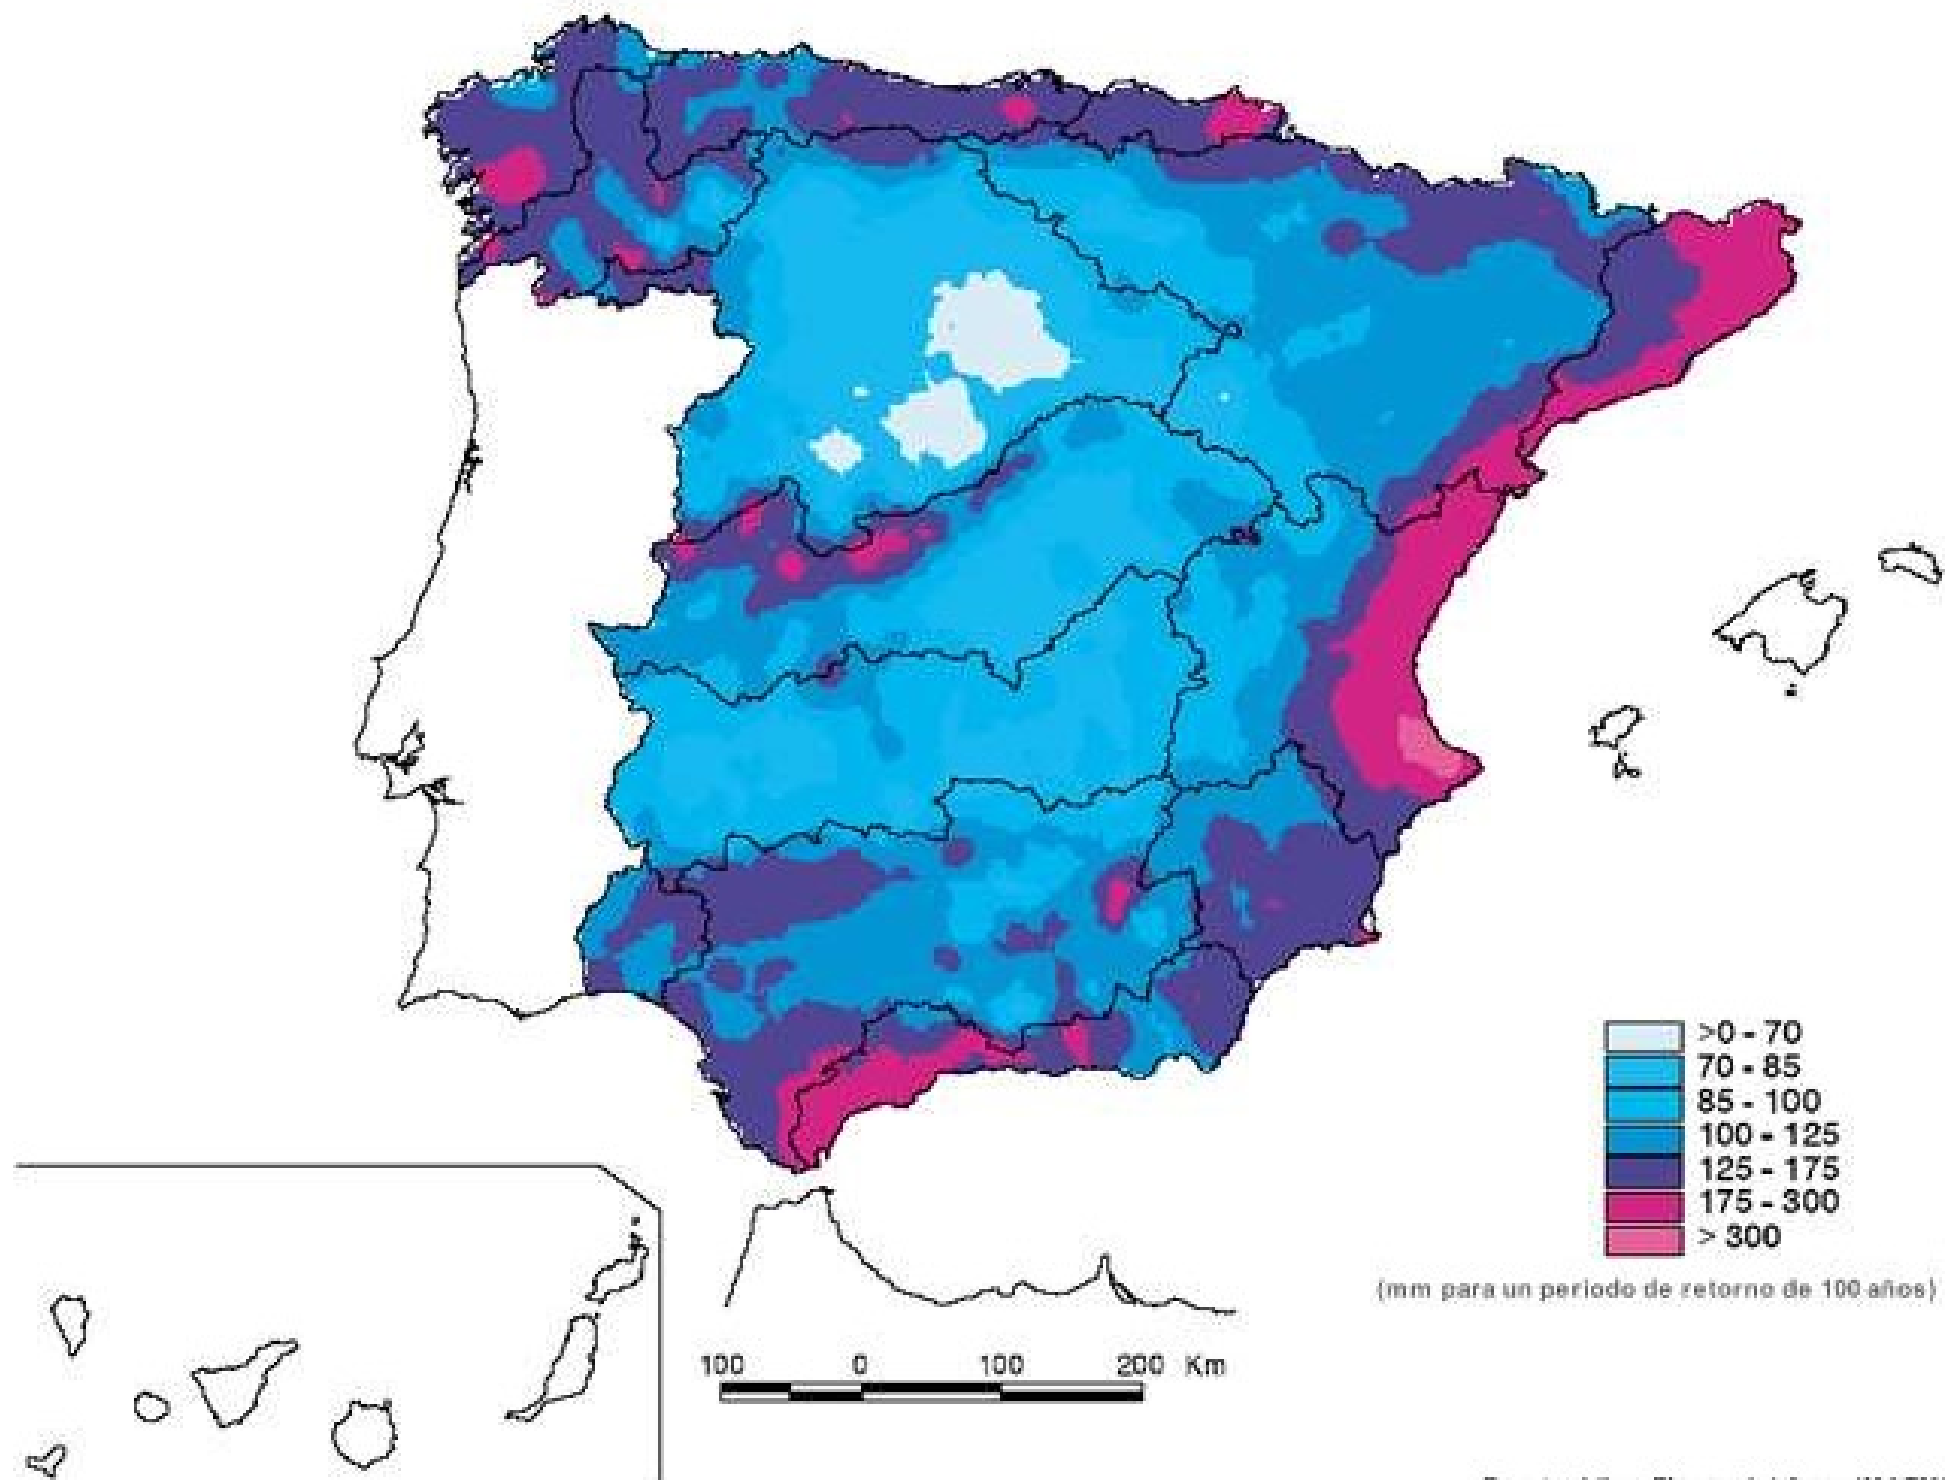 >0 - 70
70 - 85
85 - 100
100 - 125
125 - 175
175 - 300
> 300
(mm para un periodo de retorno de 100 años)
100 0 100 200 Km